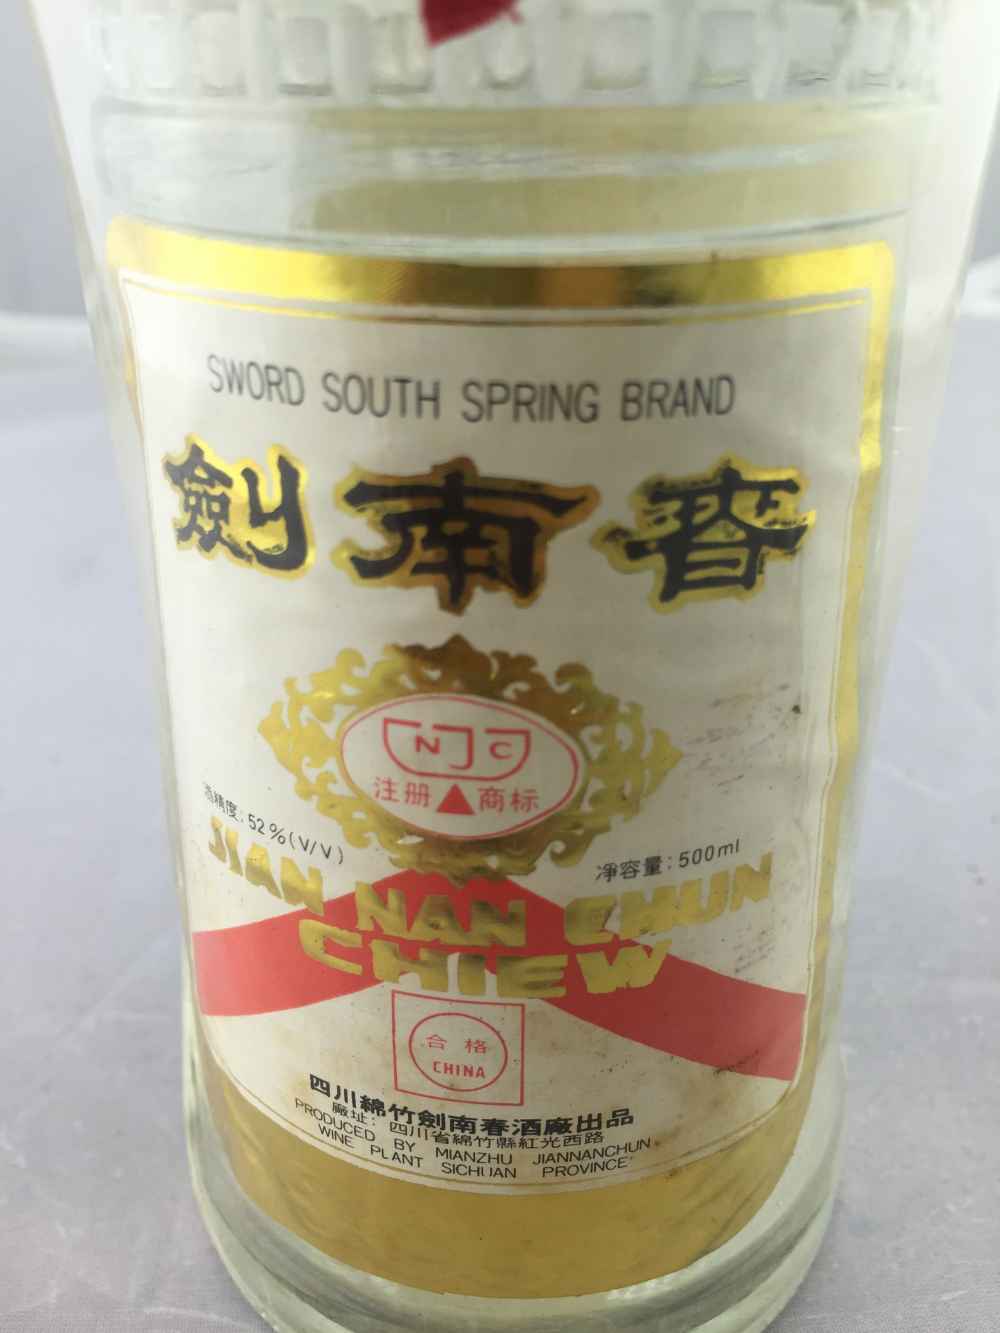 SWORD SOUTH SPRING BRAND
劍南春
NJC
注册▲商标
酒精度:52%(V/V)
净容量:500ml
JIAN NAN CHUN
CHIEW
合格
CHINA
四川綿竹劍南春酒廠出品
廠址:四川省綿竹縣紅光西路
PRODUCED BY MIANZHU JIANNANCHUN
WINE PLANT SICHUAN PROVINCE